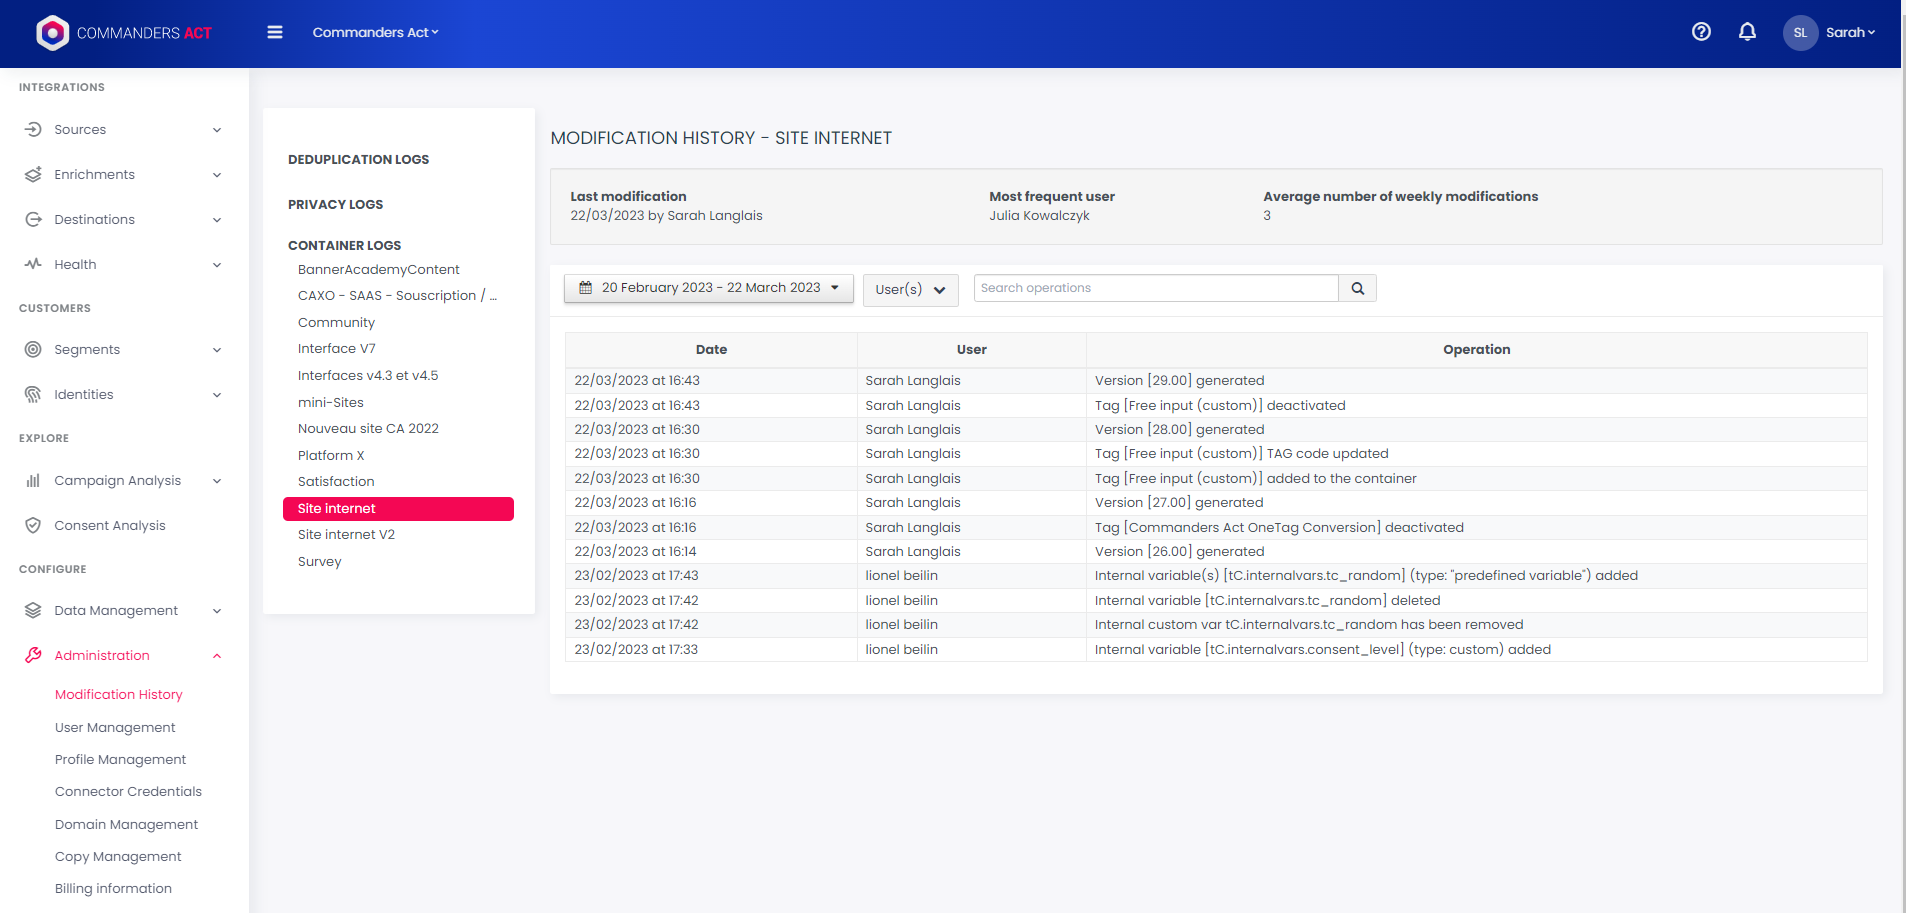 COMMANDERS ACT
Commanders Act
SL
Sarah
INTEGRATIONS
Sources
Enrichments
Destinations
Health
CUSTOMERS
Segments
Identities
EXPLORE
Campaign Analysis
Consent Analysis
CONFIGURE
Data Management
Administration
Modification History
User Management
Profile Management
Connector Credentials
Domain Management
Copy Management
Billing information
DEDUPLICATION LOGS
PRIVACY LOGS
CONTAINER LOGS
BannerAcademyContent
CAXO - SAAS - Souscription / ...
Community
Interface V7
Interfaces v4.3 et v4.5
mini-Sites
Nouveau site CA 2022
Platform X
Satisfaction
Site internet
Site internet V2
Survey
MODIFICATION HISTORY - SITE INTERNET
Last modification Most frequent user Average number of weekly modifications
22/03/2023 by Sarah Langlais Julia Kowalczyk 3
20 February 2023 - 22 March 2023 User(s) Search operations
Date User Operation
22/03/2023 at 16:43 Sarah Langlais Version [29.00] generated
22/03/2023 at 16:43 Sarah Langlais Tag [Free input (custom)] deactivated
22/03/2023 at 16:30 Sarah Langlais Version [28.00] generated
22/03/2023 at 16:30 Sarah Langlais Tag [Free input (custom)] TAG code updated
22/03/2023 at 16:30 Sarah Langlais Tag [Free input (custom)] added to the container
22/03/2023 at 16:16 Sarah Langlais Version [27.00] generated
22/03/2023 at 16:16 Sarah Langlais Tag [Commanders Act OneTag Conversion] deactivated
22/03/2023 at 16:14 Sarah Langlais Version [26.00] generated
23/02/2023 at 17:43 lionel beilin Internal variable(s) [tC.internalvars.tc_random] (type: "predefined variable") added
23/02/2023 at 17:42 lionel beilin Internal variable [tC.internalvars.tc_random] deleted
23/02/2023 at 17:42 lionel beilin Internal custom var tC.internalvars.tc_random has been removed
23/02/2023 at 17:33 lionel beilin Internal variable [tC.internalvars.consent_level] (type: custom) added